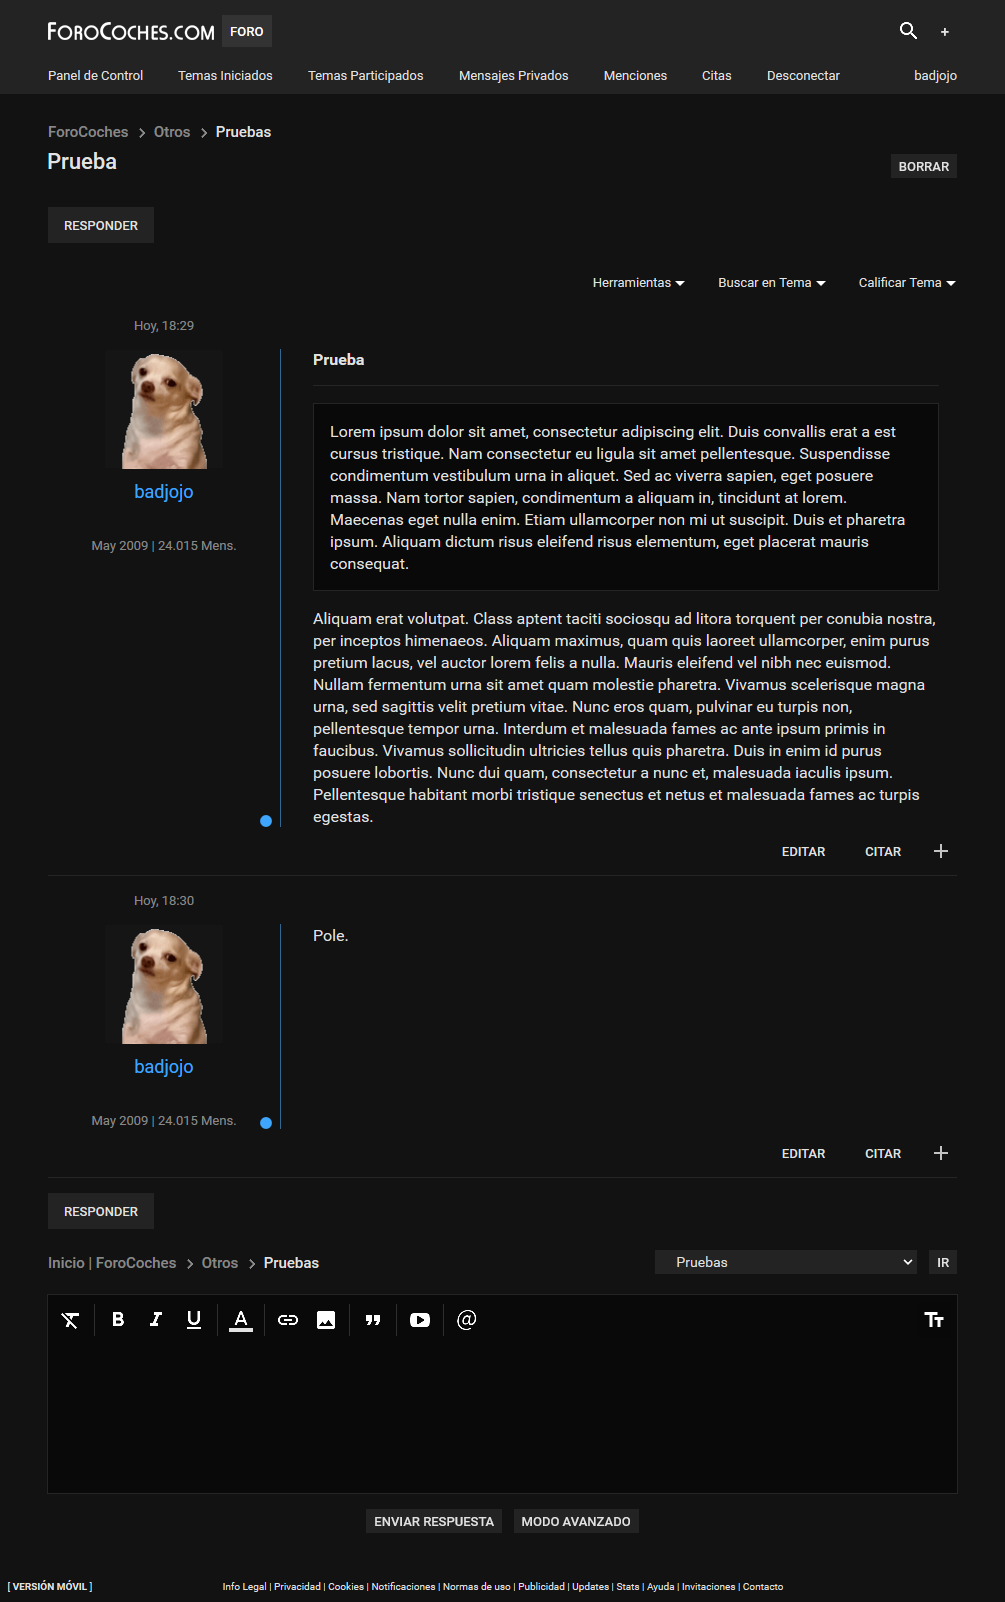 FOROCOCHES.COM FORO +
Panel de Control Temas Iniciados Temas Participados Mensajes Privados Menciones Citas Desconectar badjojo
ForoCoches > Otros > Pruebas
Prueba
BORRAR
RESPONDER
Herramientas Buscar en Tema Calificar Tema
Hoy, 18:29
Prueba
Lorem ipsum dolor sit amet, consectetur adipiscing elit. Duis convallis erat a est
cursus tristique. Nam consectetur eu ligula sit amet pellentesque. Suspendisse
condimentum vestibulum urna in aliquet. Sed ac viverra sapien, eget posuere
massa. Nam tortor sapien, condimentum a aliquam in, tincidunt at lorem.
Maecenas eget nulla enim. Etiam ullamcorper non mi ut suscipit. Duis et pharetra
ipsum. Aliquam dictum risus eleifend risus elementum, eget placerat mauris
consequat.
badjojo
May 2009 | 24.015 Mens.
Aliquam erat volutpat. Class aptent taciti sociosqu ad litora torquent per conubia nostra,
per inceptos himenaeos. Aliquam maximus, quam quis laoreet ullamcorper, enim purus
pretium lacus, vel auctor lorem felis a nulla. Mauris eleifend vel nibh nec euismod.
Nullam fermentum urna sit amet quam molestie pharetra. Vivamus scelerisque magna
urna, sed sagittis velit pretium vitae. Nunc eros quam, pulvinar eu turpis non,
pellentesque tempor urna. Interdum et malesuada fames ac ante ipsum primis in
faucibus. Vivamus sollicitudin ultricies tellus quis pharetra. Duis in enim id purus
posuere lobortis. Nunc dui quam, consectetur a nunc et, malesuada iaculis ipsum.
Pellentesque habitant morbi tristique senectus et netus et malesuada fames ac turpis
egestas.
EDITAR CITAR
Hoy, 18:30
Pole.
badjojo
May 2009 | 24.015 Mens.
EDITAR CITAR
RESPONDER
Inicio | ForoCoches > Otros > Pruebas
Pruebas IR
B I U A @ Tt
ENVIAR RESPUESTA MODO AVANZADO
[ VERSIÓN MÓVIL ]
Info Legal | Privacidad | Cookies | Notificaciones | Normas de uso | Publicidad | Updates | Stats | Ayuda | Invitaciones | Contacto